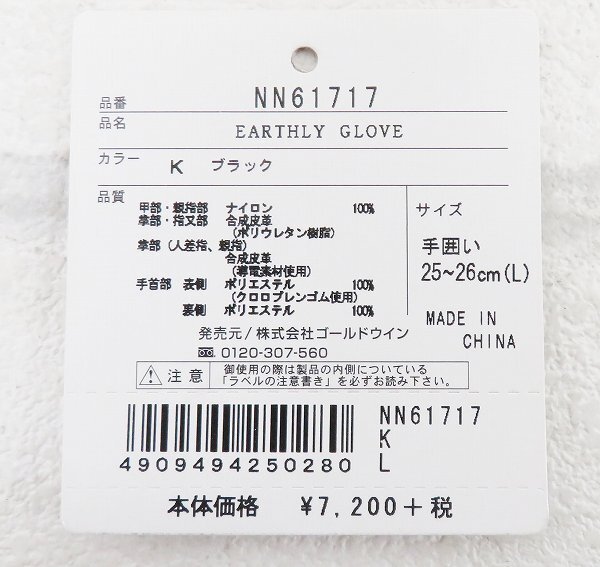 品番 NN61717
品名 EARTHLY GLOVE
カラー K ブラック
品質
甲部・親指部 ナイロン 100%
掌部・指又部 合成皮革
(ポリウレタン樹脂)
掌部(人差指、親指)
合成皮革
(導電素材使用)
手首部 表側 ポリエステル 100%
(クロロプレンゴム使用)
裏側 ポリエステル 100%
サイズ
手囲い
25~26cm(L)
MADE IN
CHINA
発売元/株式会社ゴールドウイン
0120-307-560
注意 御使用の際は製品の内側についている
「ラベルの注意書き」を必ずお読み下さい。
4909494250280
NN61717
K
L
本体価格 ¥7,200+税